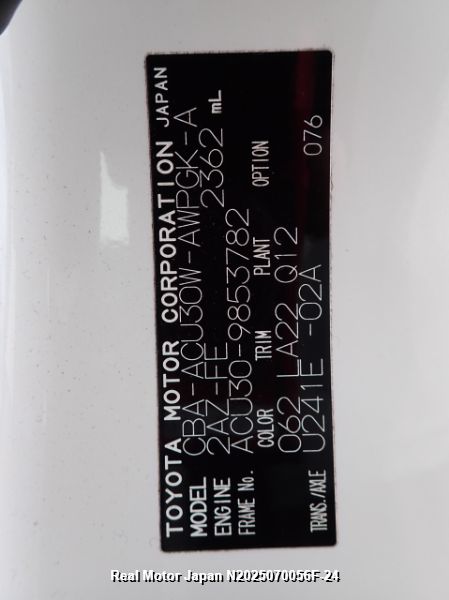 TOYOTA MOTOR CORPORATION JAPAN
MODEL CBA-ACU30W-AWPGK-A
ENGINE 2AZ-FE 2362 mL
FRAME No. ACU30-9853782
COLOR TRIM PLANT OPTION
062 LA22 Q12
TRANS./AXLE U241E -02A 076
Real Motor Japan N2025070056F-24